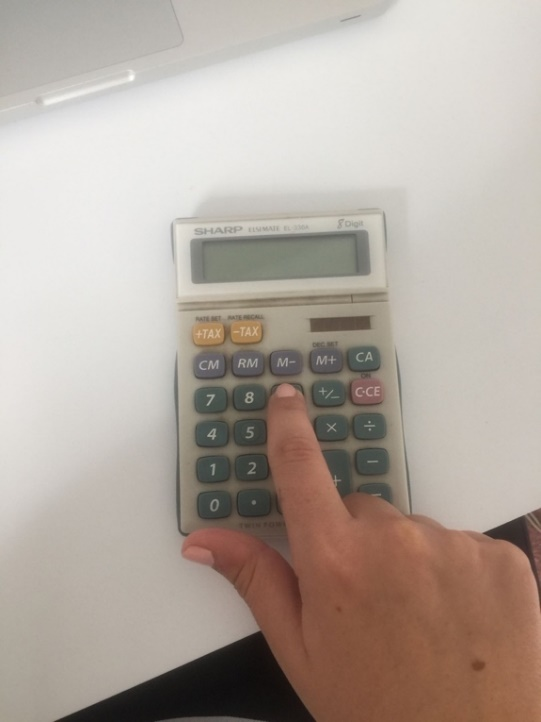 SHARP ELSIMATE EL-330A 8 Digit
RATE SET RATE RECALL
+TAX -TAX
DEC SET
CM RM M- M+ CA
ON
7 8 +/- C·CE
4 5 × ÷
1 2 + −
0 ·
TWIN POWER